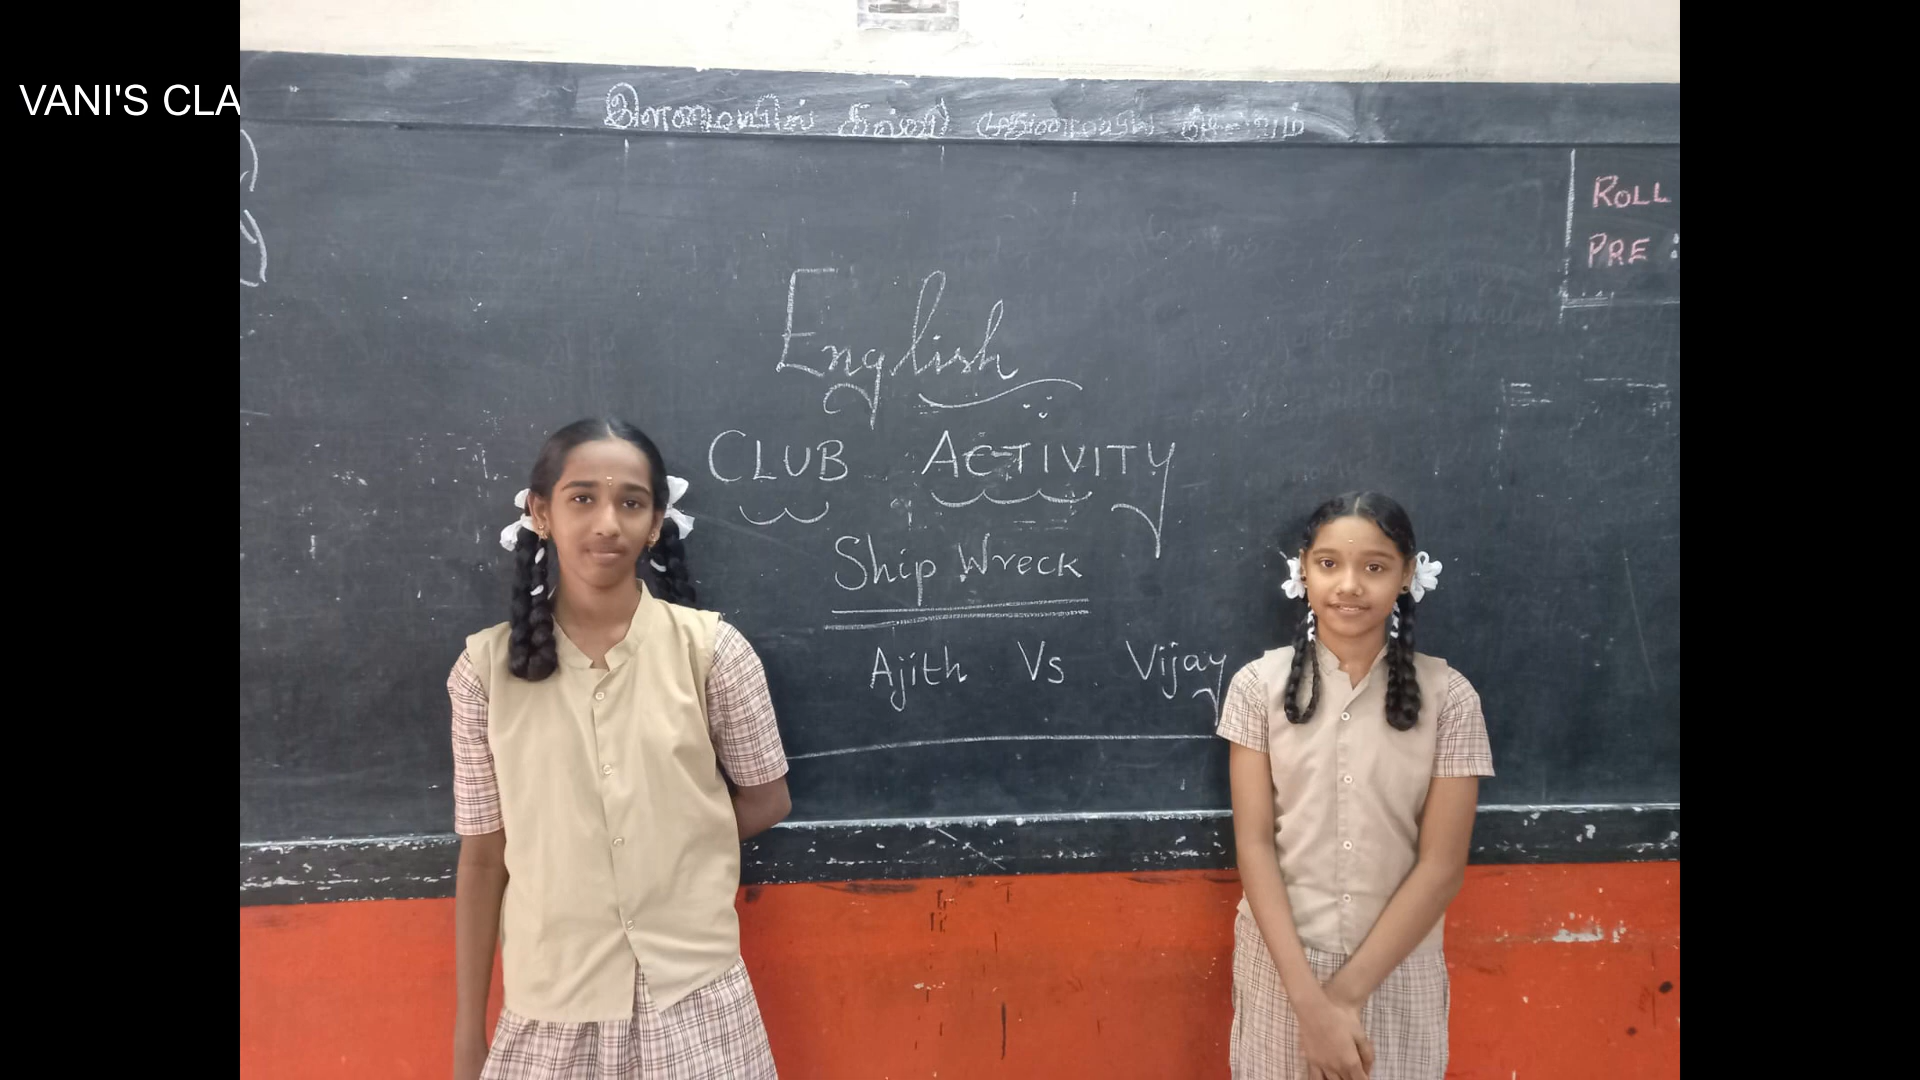 VANI'S CLA
இளமையில் கல்வி
ROLL
PRE :
English
CLUB ACTIVITY
Ship Wreck
Ajith Vs Vijay